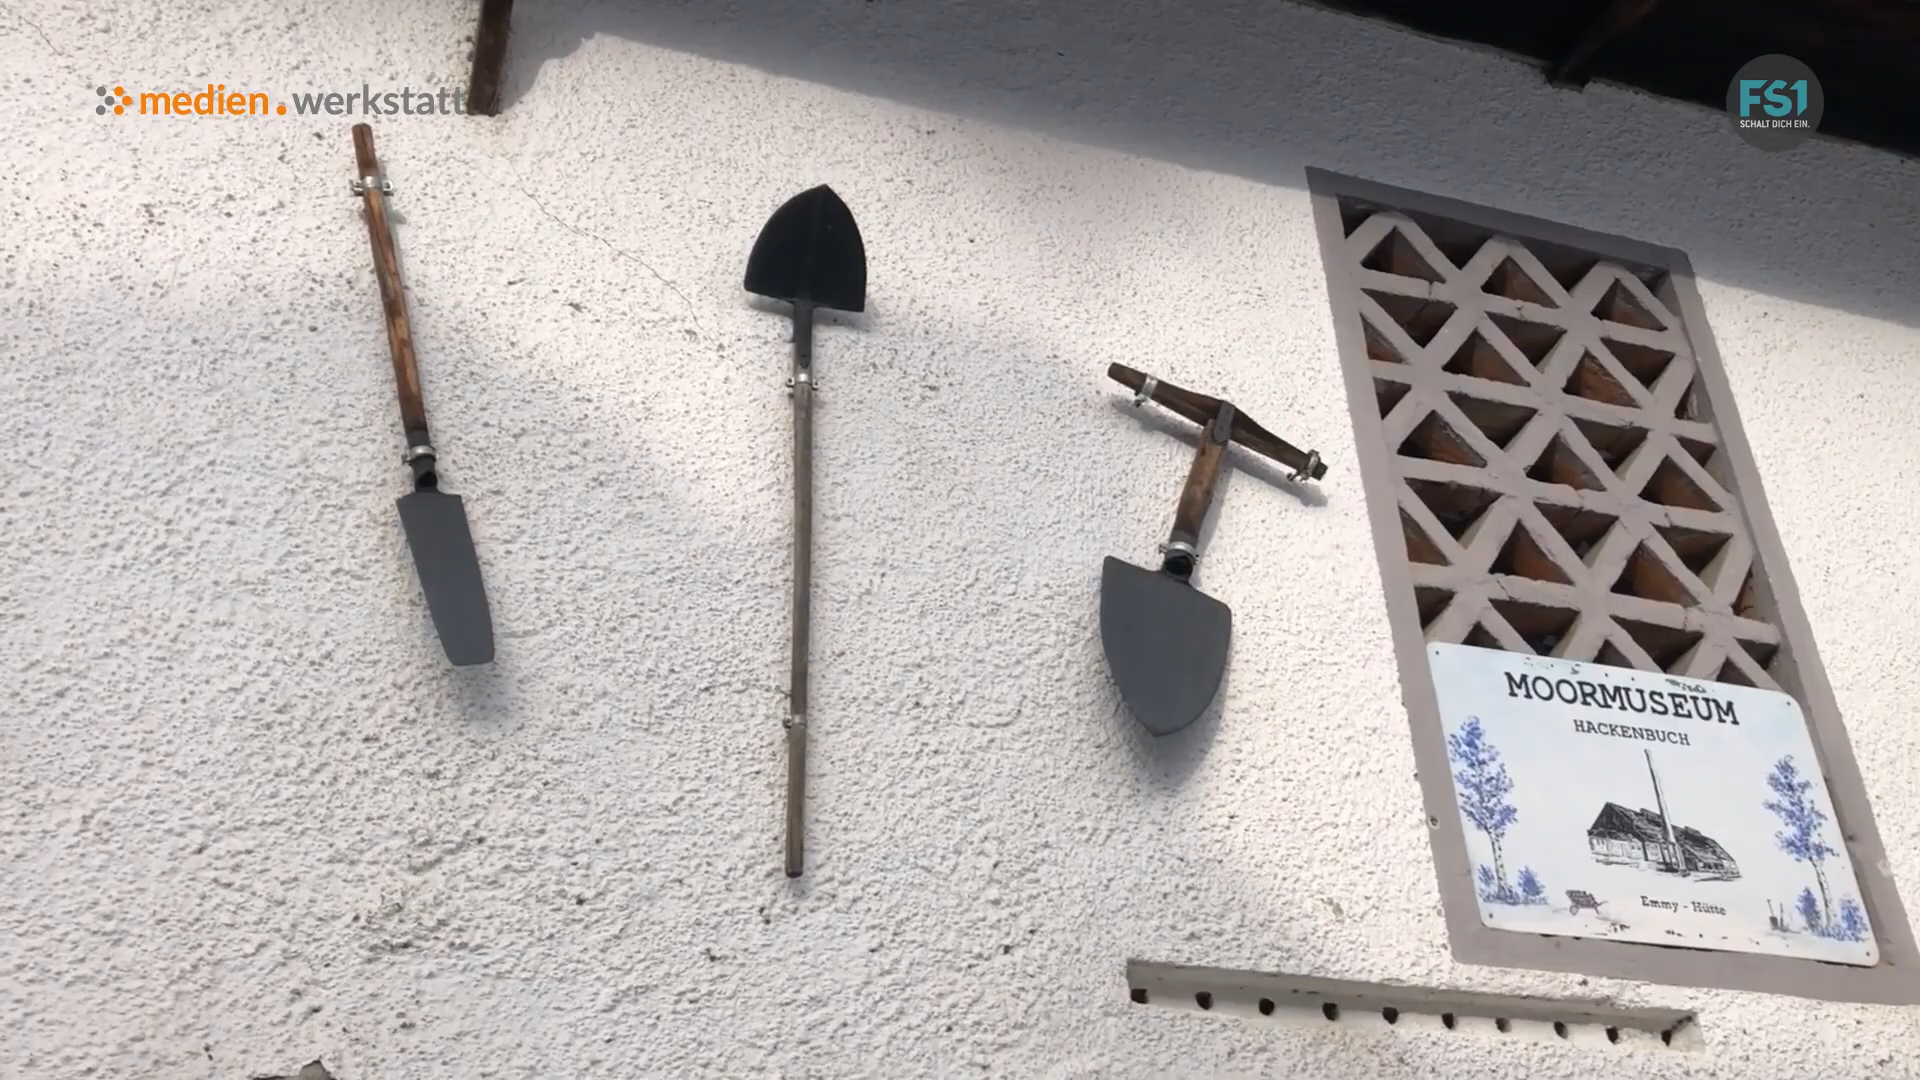 medien.werkstatt
FS1
SCHALT DICH EIN.
MOORMUSEUM
HACKENBUCH
Emmy - Hütte